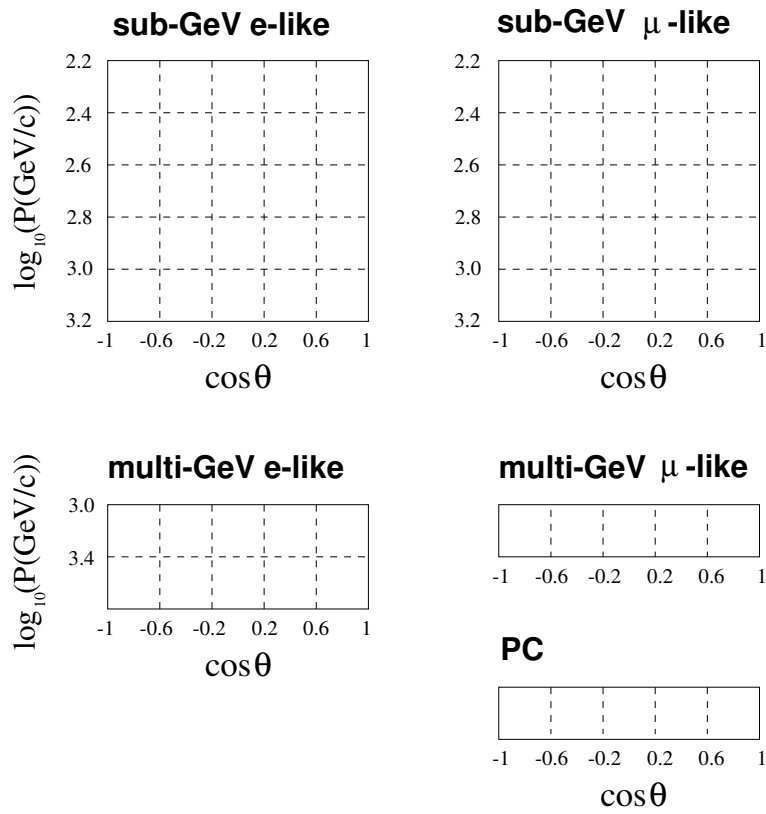 sub-GeV e-like
sub-GeV μ -like
log10(P(GeV/c))
2.2
2.4
2.6
2.8
3.0
3.2
-1 -0.6 -0.2 0.2 0.6 1
cosθ
2.2
2.4
2.6
2.8
3.0
3.2
-1 -0.6 -0.2 0.2 0.6 1
cosθ
multi-GeV e-like
log10(P(GeV/c))
3.0
3.4
-1 -0.6 -0.2 0.2 0.6 1
cosθ
multi-GeV μ -like
-1 -0.6 -0.2 0.2 0.6 1
PC
-1 -0.6 -0.2 0.2 0.6 1
cosθ